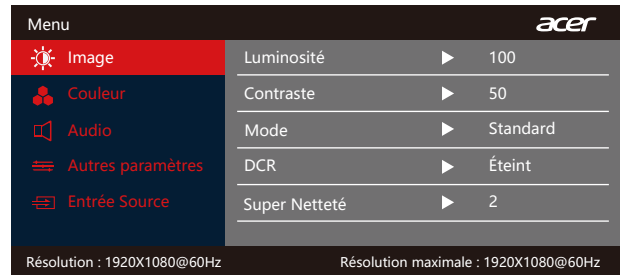 Menu acer
Image Luminosité 100
Couleur Contraste 50
Audio Mode Standard
Autres paramètres DCR Éteint
Entrée Source Super Netteté 2
Résolution : 1920X1080@60Hz Résolution maximale : 1920X1080@60Hz